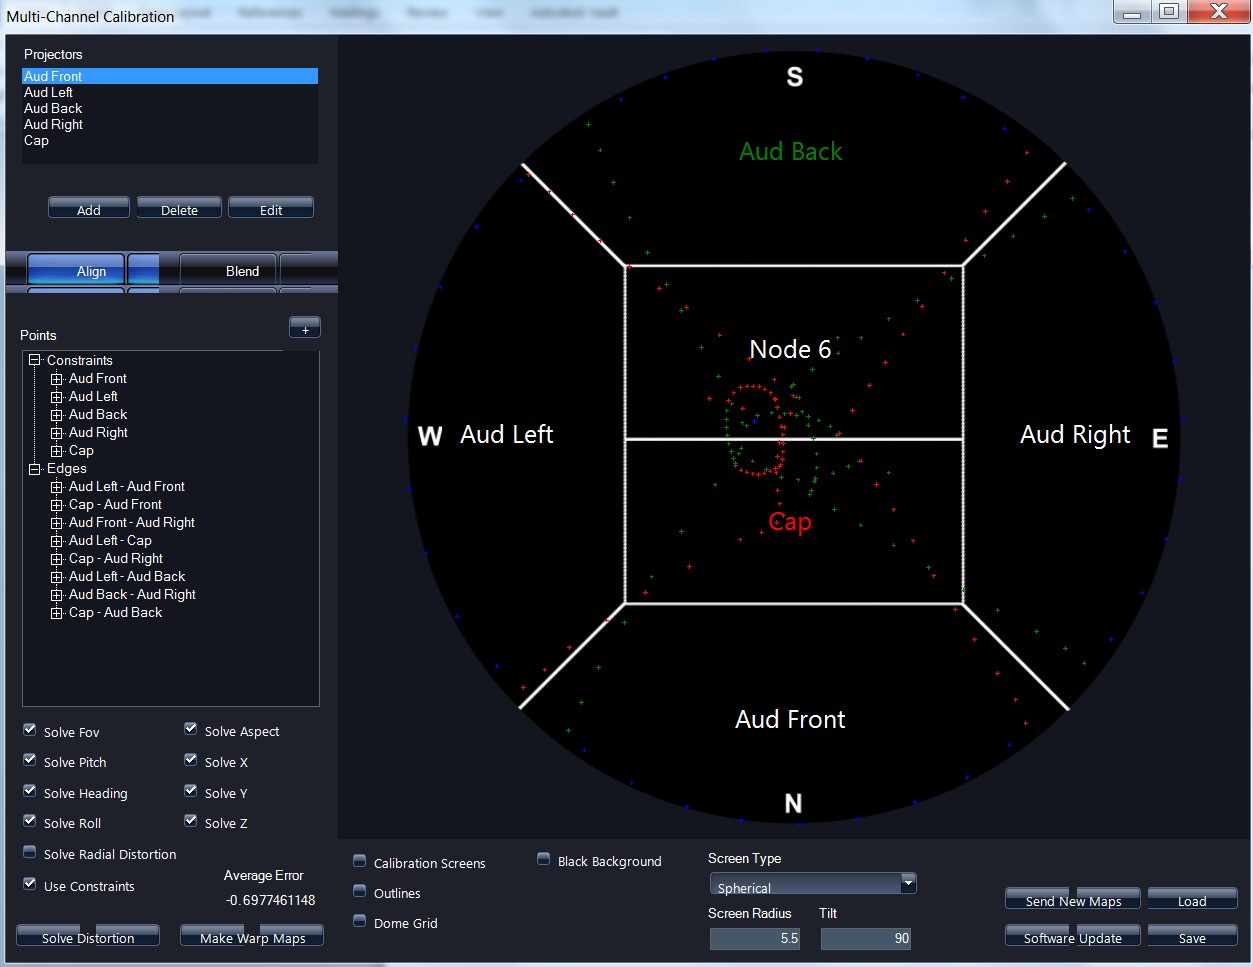 Multi-Channel Calibration
Projectors
Aud Front
Aud Left
Aud Back
Aud Right
Cap
Add Delete Edit
Align Blend
Points +
Constraints
Aud Front
Aud Left
Aud Back
Aud Right
Cap
Edges
Aud Left - Aud Front
Cap - Aud Front
Aud Front - Aud Right
Aud Left - Cap
Cap - Aud Right
Aud Left - Aud Back
Aud Back - Aud Right
Cap - Aud Back
Solve Fov Solve Aspect
Solve Pitch Solve X
Solve Heading Solve Y
Solve Roll Solve Z
Solve Radial Distortion
Use Constraints
Average Error
-0.6977461148
Solve Distortion Make Warp Maps
S
Aud Back
Node 6
W Aud Left Aud Right E
Cap
Aud Front
N
Calibration Screens Black Background
Outlines
Dome Grid
Screen Type
Spherical
Screen Radius Tilt
5.5 90
Send New Maps Load
Software Update Save